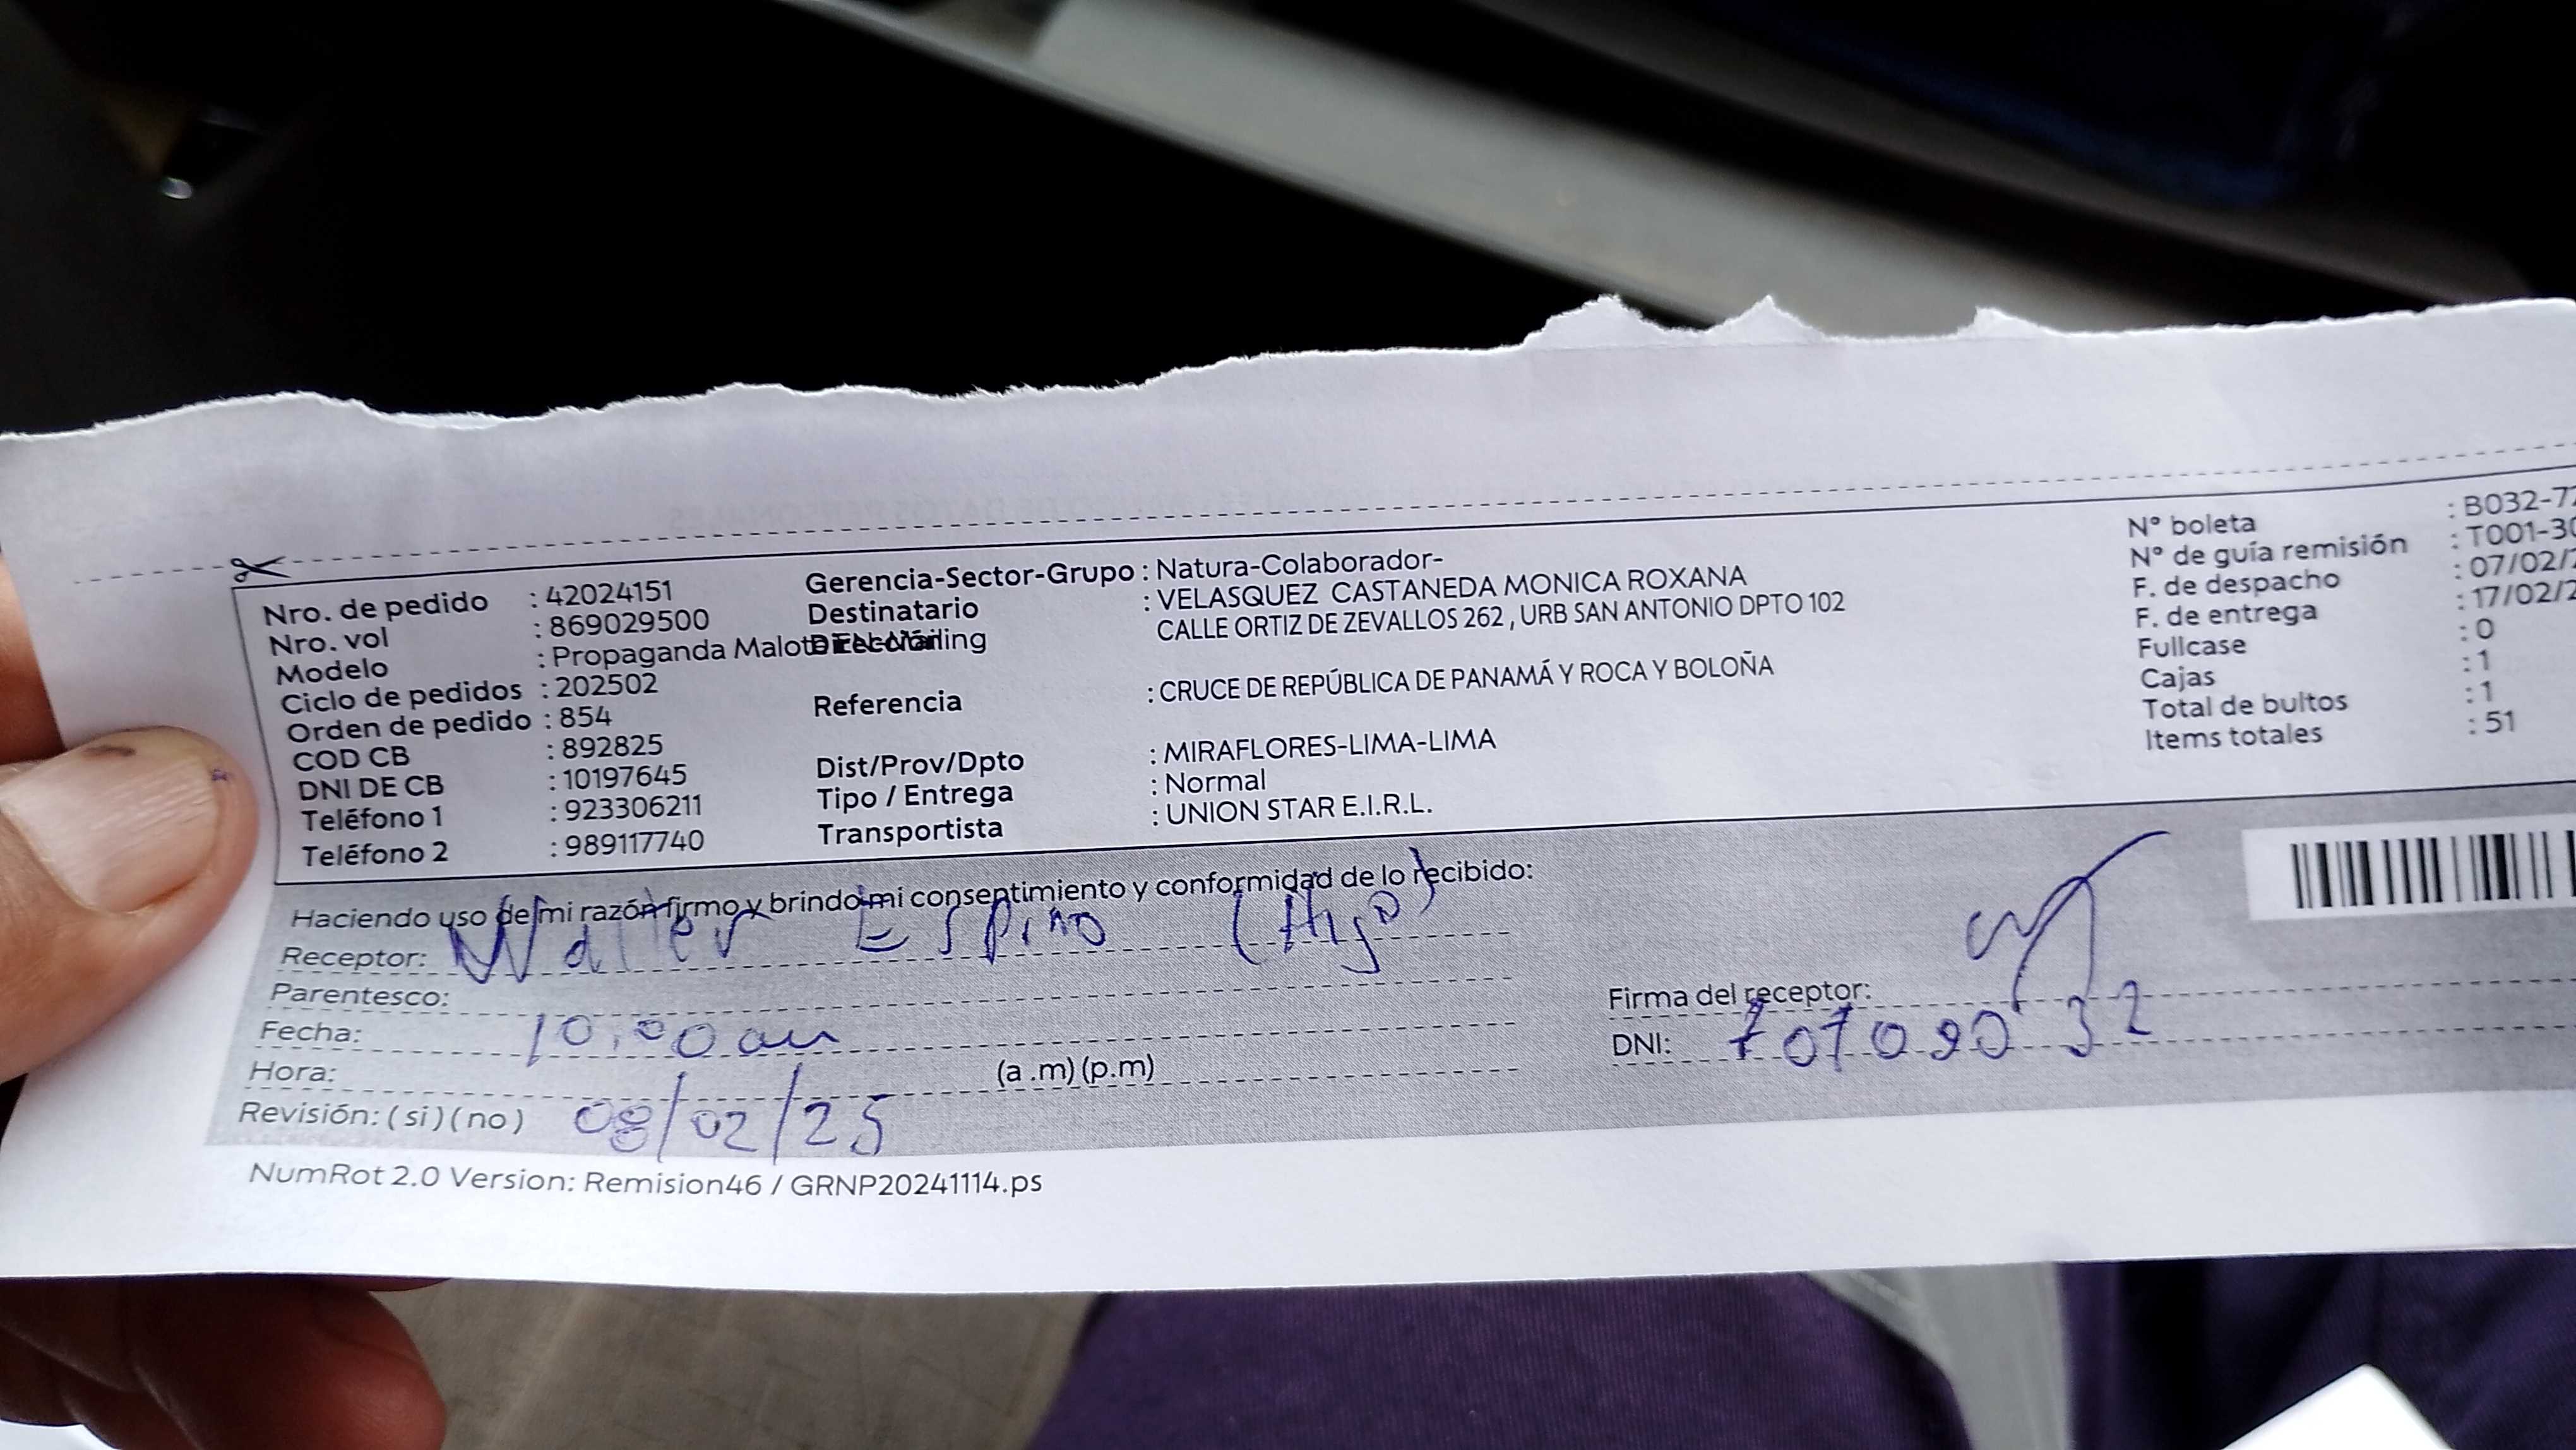 Nro. de pedido : 42024151
Nro. vol : 869029500
Modelo : Propaganda Malote EN-Mailing
Ciclo de pedidos : 202502
Orden de pedido : 854
COD CB : 892825
DNI DE CB : 10197645
Teléfono 1 : 923306211
Teléfono 2 : 989117740
Gerencia-Sector-Grupo : Natura-Colaborador-
Destinatario : VELASQUEZ CASTANEDA MONICA ROXANA
Dirección CALLE ORTIZ DE ZEVALLOS 262 , URB SAN ANTONIO DPTO 102
Referencia : CRUCE DE REPÚBLICA DE PANAMÁ Y ROCA Y BOLOÑA
Dist/Prov/Dpto : MIRAFLORES-LIMA-LIMA
Tipo / Entrega : Normal
Transportista : UNION STAR E.I.R.L.
N° boleta : B032-77
N° de guía remisión : T001-30
F. de despacho : 07/02/2
F. de entrega : 17/02/2
Fullcase : 0
Cajas : 1
Total de bultos : 1
Items totales : 51
Haciendo uso de mi razón firmo y brindo mi consentimiento y conformidad de lo recibido:
Receptor: Walter Espino (Hijo)
Parentesco:
Fecha: 10:00 am
Hora: (a .m) (p.m)
Revisión: ( si ) ( no ) 08/02/25
Firma del receptor:
DNI: 70709032
NumRot 2.0 Version: Remision46 / GRNP20241114.ps